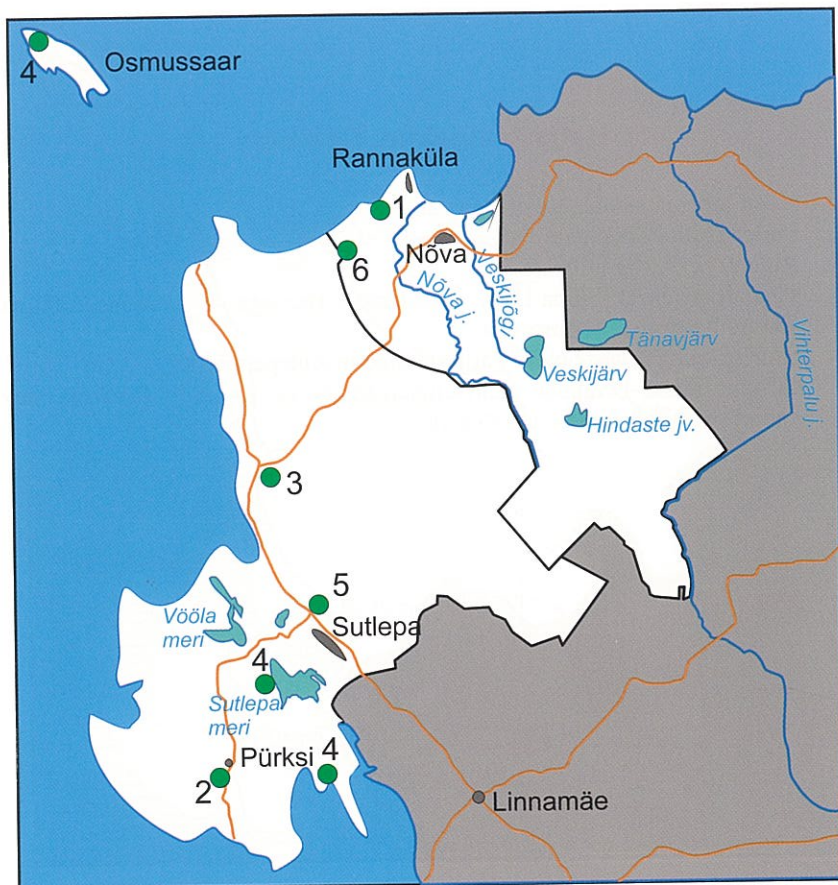 Osmussaar
4
Rannaküla
1
6
Nõva
Nõva j.
Veskijõgi
Tänavjärv
Veskijärv
Vihterpalu j.
Hindaste jv.
3
5
Vööla
meri
Sutlepa
4
Sutlepa
meri
Pürksi
4
2
Linnamäe